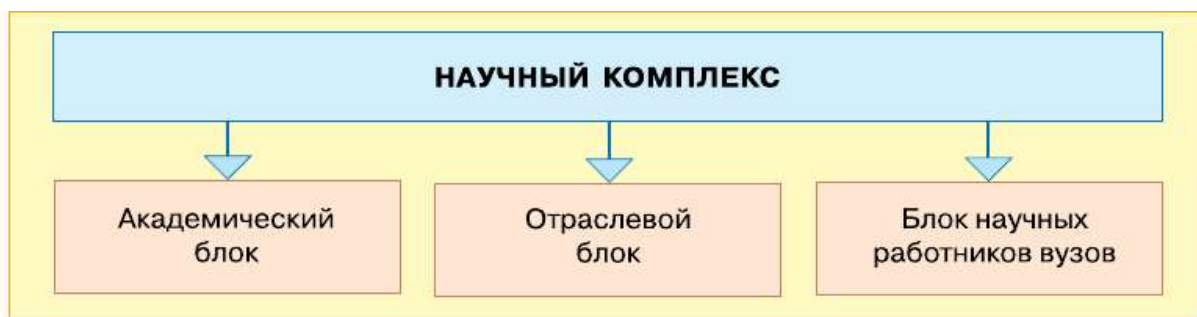 НАУЧНЫЙ КОМПЛЕКС
Академический
блок
Отраслевой
блок
Блок научных
работников вузов